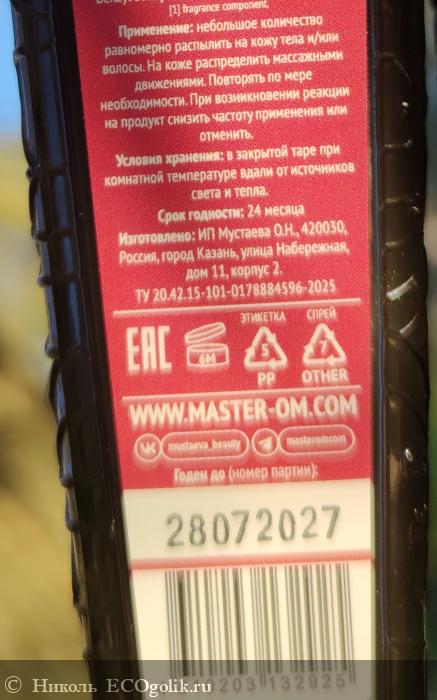 [1] fragrance component.
Применение: небольшое количество
равномерно распылить на кожу тела и/или
волосы. На коже распределить массажными
движениями. Повторять по мере
необходимости. При возникновении реакции
на продукт снизить частоту применения или
отменить.
Условия хранения: в закрытой таре при
комнатной температуре вдали от источников
света и тепла.
Срок годности: 24 месяца
Изготовлено: ИП Мустаева О.Н., 420030,
Россия, город Казань, улица Набережная,
дом 11, корпус 2.
ТУ 20.42.15-101-0178884596-2025
ЭТИКЕТКА СПРЕЙ
EAC 6M 5 7
PP OTHER
WWW.MASTER-OM.COM
mustaeva_beauty masteromcom
Годен до (номер партии):
28072027
203 132925
© Николь ECOgolik.ru